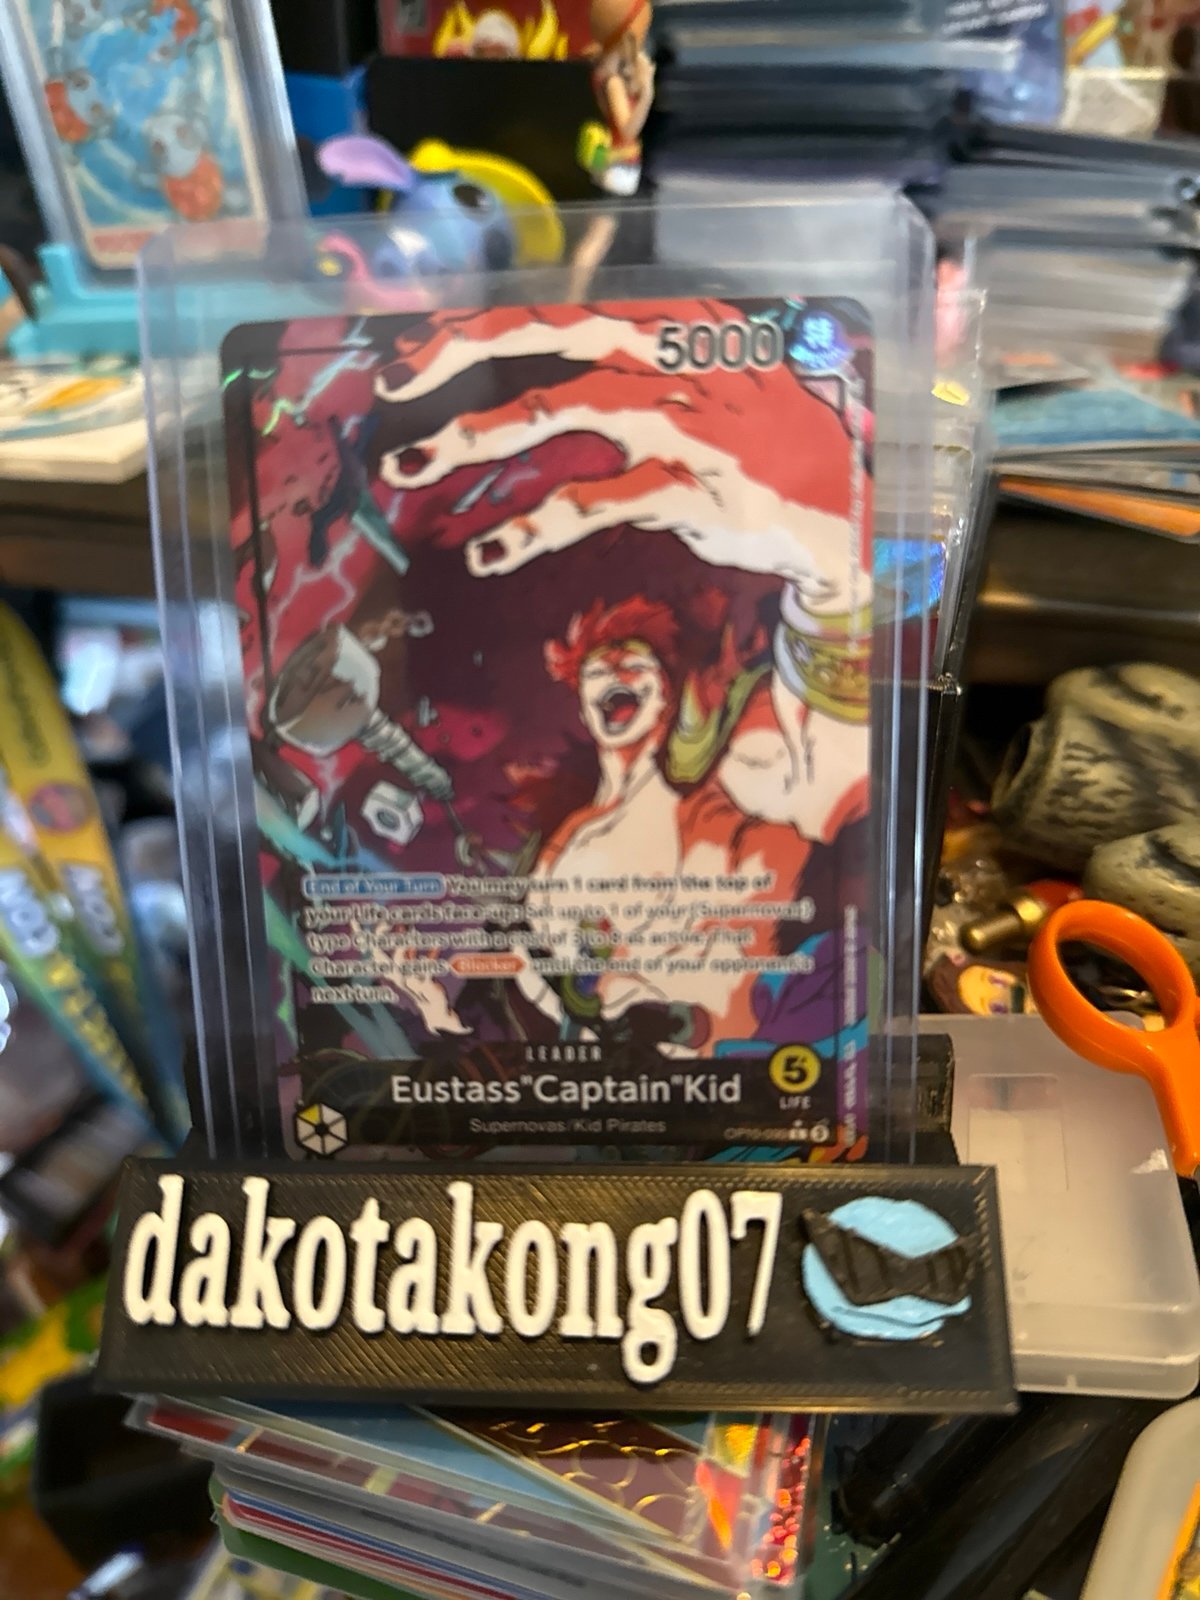 5000
End of Your Turn You may turn 1 card from the top of
your Life cards face-up: Set up to 1 of your {Supernovas}
type Characters with a cost of 3 to 8 as active. That
Character gains Blocker until the end of your opponent's
next turn.
LEADER
Eustass"Captain"Kid
5
LIFE
Supernovas/Kid Pirates
dakotakong07